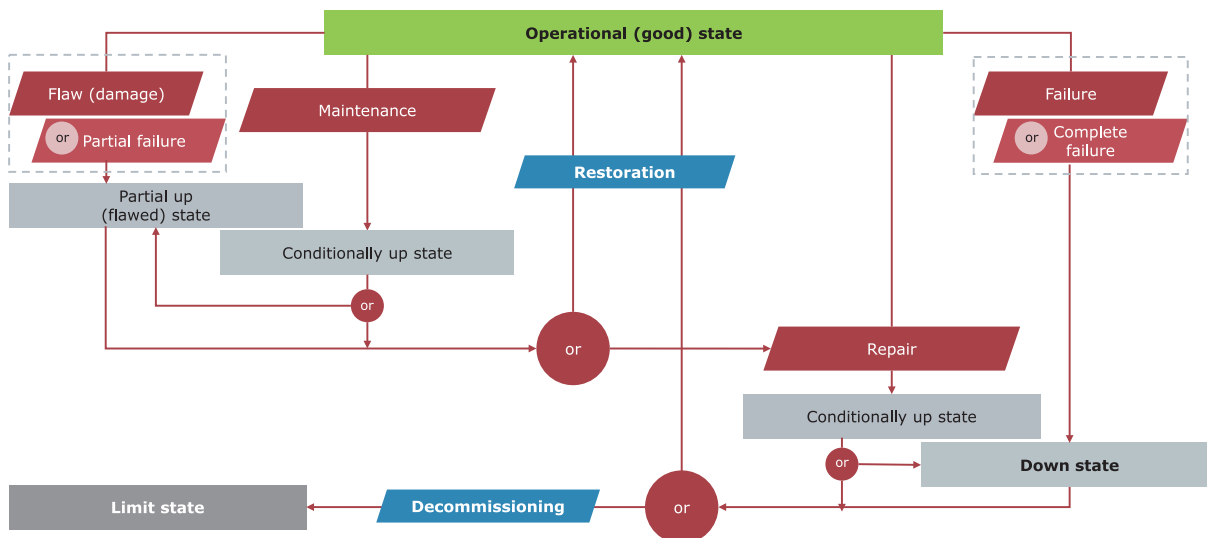 Operational (good) state
Flaw (damage)
or
Partial failure
Maintenance
Failure
or
Complete
failure
Restoration
Partial up
(flawed) state
Conditionally up state
or
or
Repair
Conditionally up state
or
Down state
Limit state
Decommissioning
or